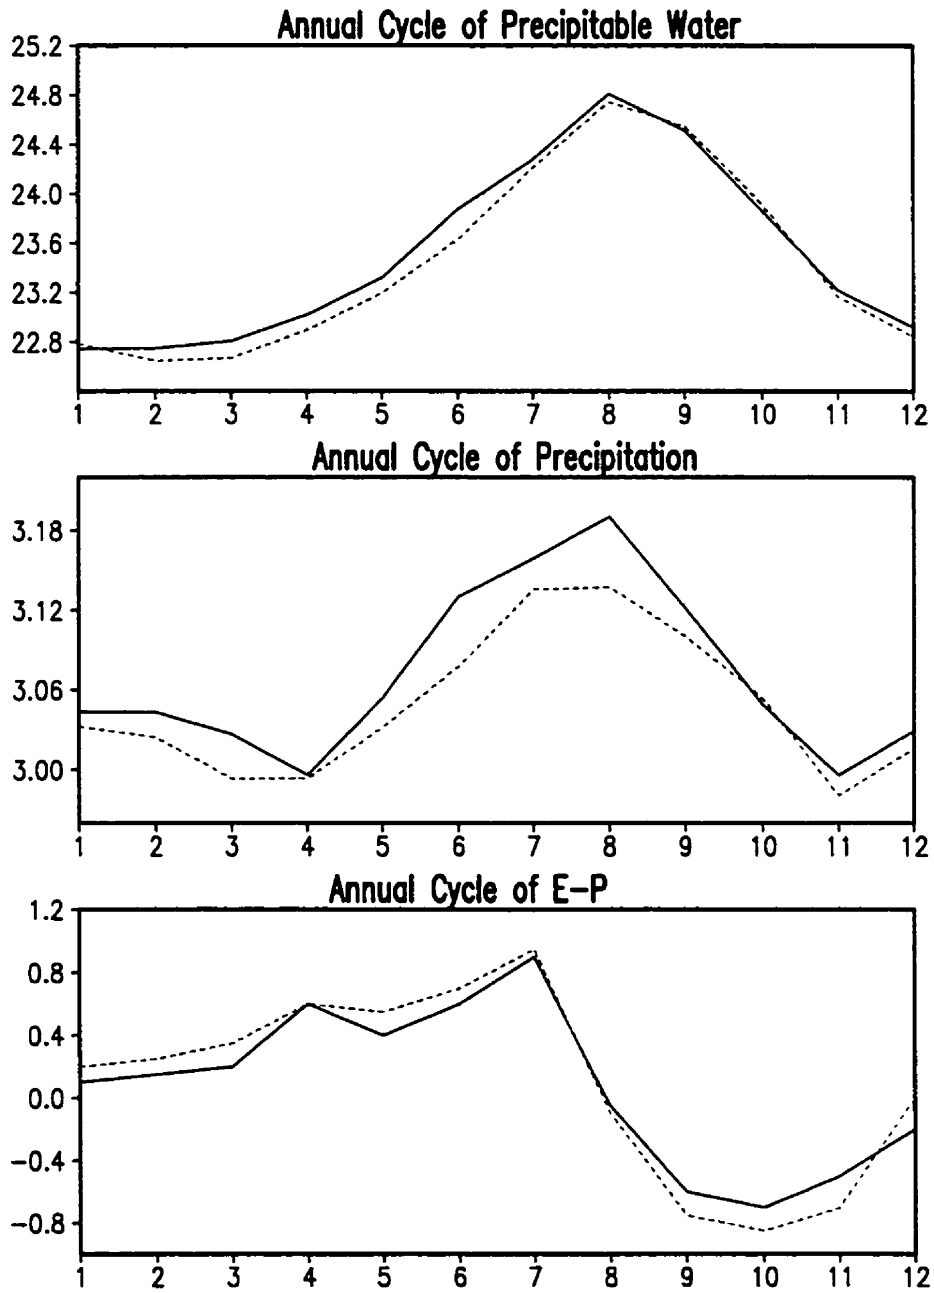 Annual Cycle of Precipitable Water
25.2
24.8
24.4
24.0
23.6
23.2
22.8
1 2 3 4 5 6 7 8 9 10 11 12
Annual Cycle of Precipitation
3.18
3.12
3.06
3.00
1 2 3 4 5 6 7 8 9 10 11 12
Annual Cycle of E-P
1.2
0.8
0.4
0.0
-0.4
-0.8
1 2 3 4 5 6 7 8 9 10 11 12